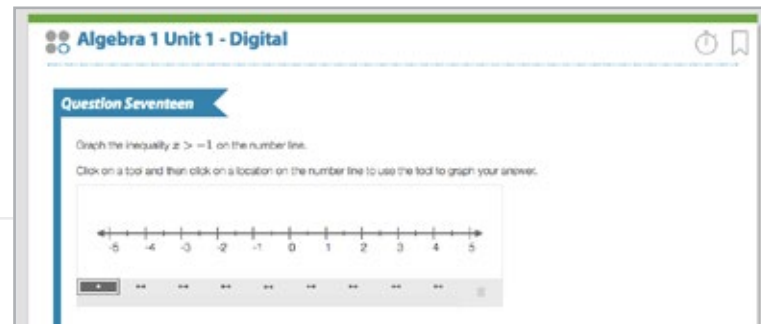 Algebra 1 Unit 1 - Digital
Question Seventeen
Graph the inequality x > −1 on the number line.
Click on a tool and then click on a location on the number line to use the tool to graph your answer.
-5 -4 -3 -2 -1 0 1 2 3 4 5